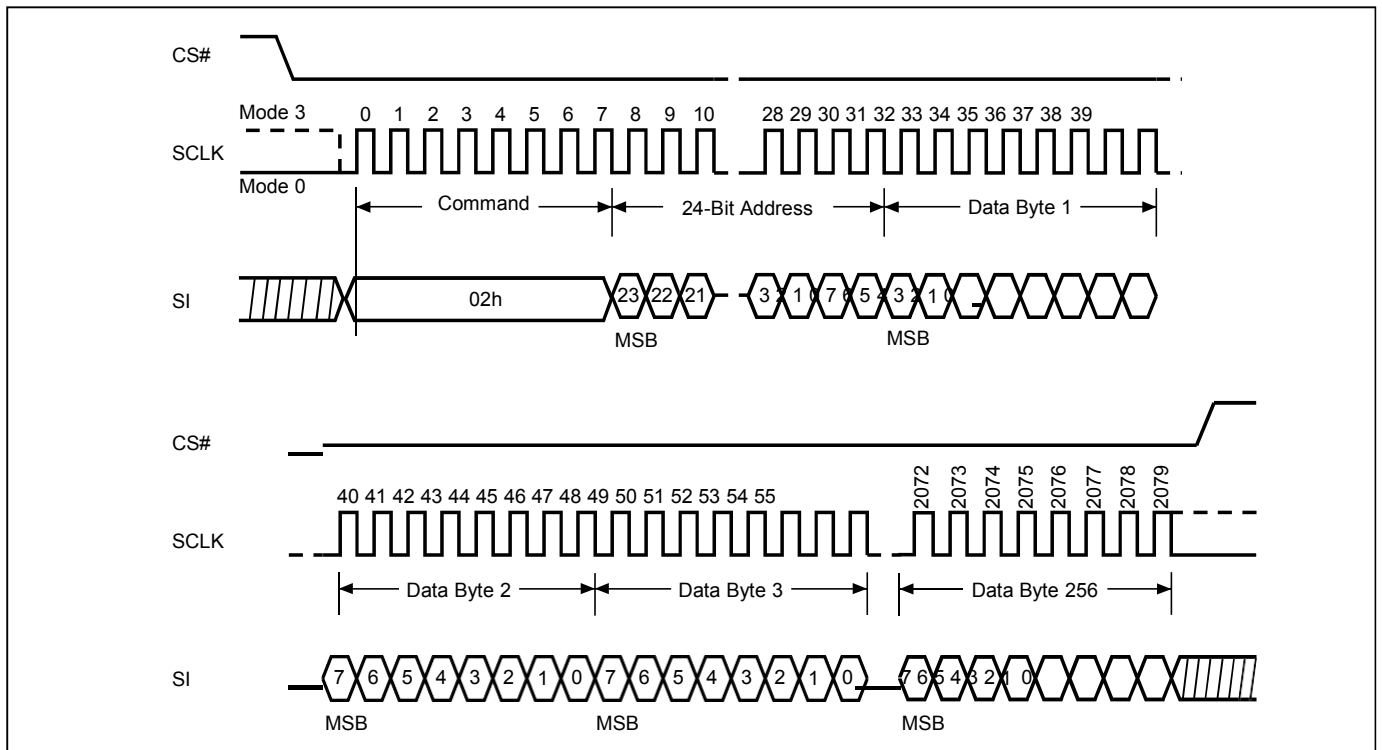 CS#
Mode 3
0 1 2 3 4 5 6 7 8 9 10 28 29 30 31 32 33 34 35 36 37 38 39
SCLK
Mode 0
Command 24-Bit Address Data Byte 1
SI 02h 23 22 21 3 2 1 0 7 6 5 4 3 2 1 0
MSB MSB
CS#
40 41 42 43 44 45 46 47 48 49 50 51 52 53 54 55 2072 2073 2074 2075 2076 2077 2078 2079
SCLK
Data Byte 2 Data Byte 3 Data Byte 256
SI 7 6 5 4 3 2 1 0 7 6 5 4 3 2 1 0 7 6 5 4 3 2 1 0
MSB MSB MSB